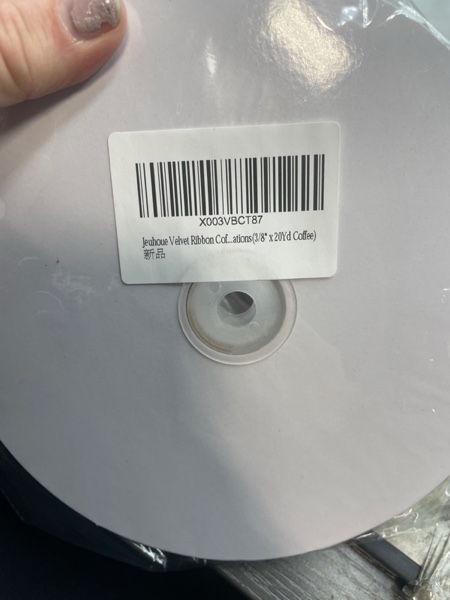 X003VBCT87
Jeuhoue Velvet Ribbon Cof...ations(3/8" x 20Yd Coffee)
新品